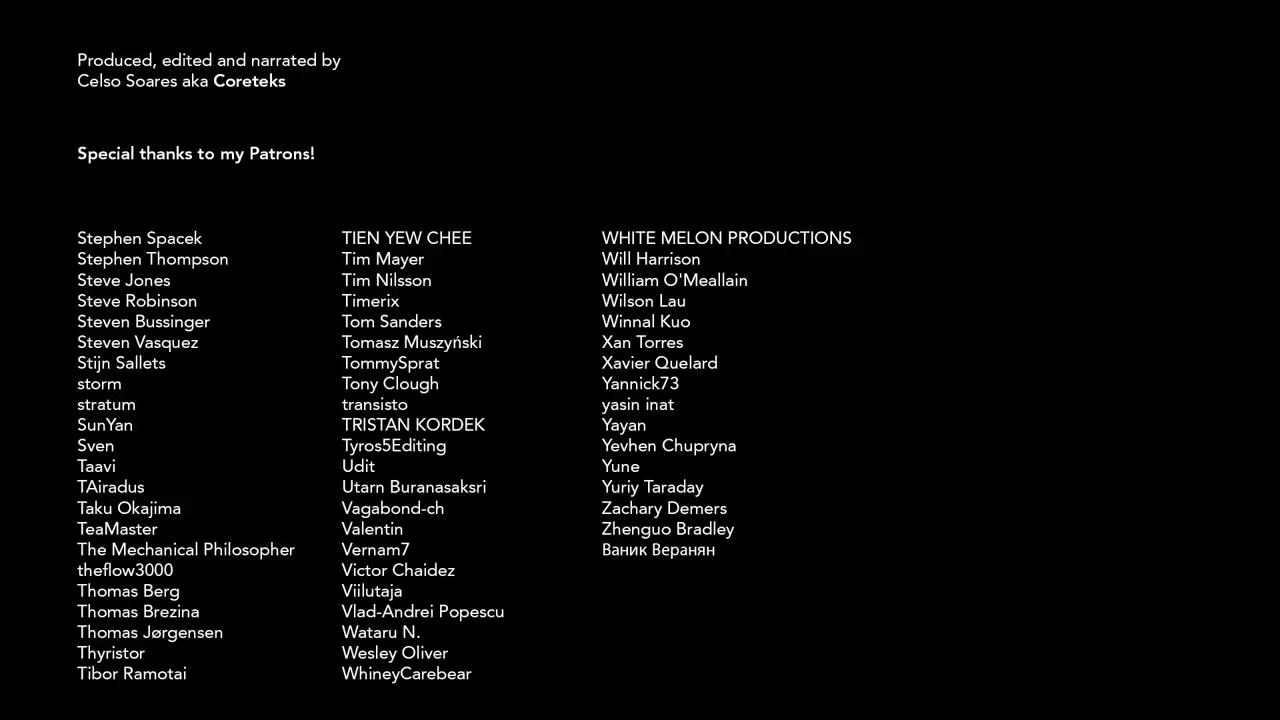 Produced, edited and narrated by
Celso Soares aka Coreteks
Special thanks to my Patrons!
Stephen Spacek
Stephen Thompson
Steve Jones
Steve Robinson
Steven Bussinger
Steven Vasquez
Stijn Sallets
storm
stratum
SunYan
Sven
Taavi
TAiradus
Taku Okajima
TeaMaster
The Mechanical Philosopher
theflow3000
Thomas Berg
Thomas Brezina
Thomas Jørgensen
Thyristor
Tibor Ramotai
TIEN YEW CHEE
Tim Mayer
Tim Nilsson
Timerix
Tom Sanders
Tomasz Muszyński
TommySprat
Tony Clough
transisto
TRISTAN KORDEK
Tyros5Editing
Udit
Utarn Buranasaksri
Vagabond-ch
Valentin
Vernam7
Victor Chaidez
Viilutaja
Vlad-Andrei Popescu
Wataru N.
Wesley Oliver
WhineyCarebear
WHITE MELON PRODUCTIONS
Will Harrison
William O'Meallain
Wilson Lau
Winnal Kuo
Xan Torres
Xavier Quelard
Yannick73
yasin inat
Yayan
Yevhen Chupryna
Yune
Yuriy Taraday
Zachary Demers
Zhenguo Bradley
Ваник Веранян